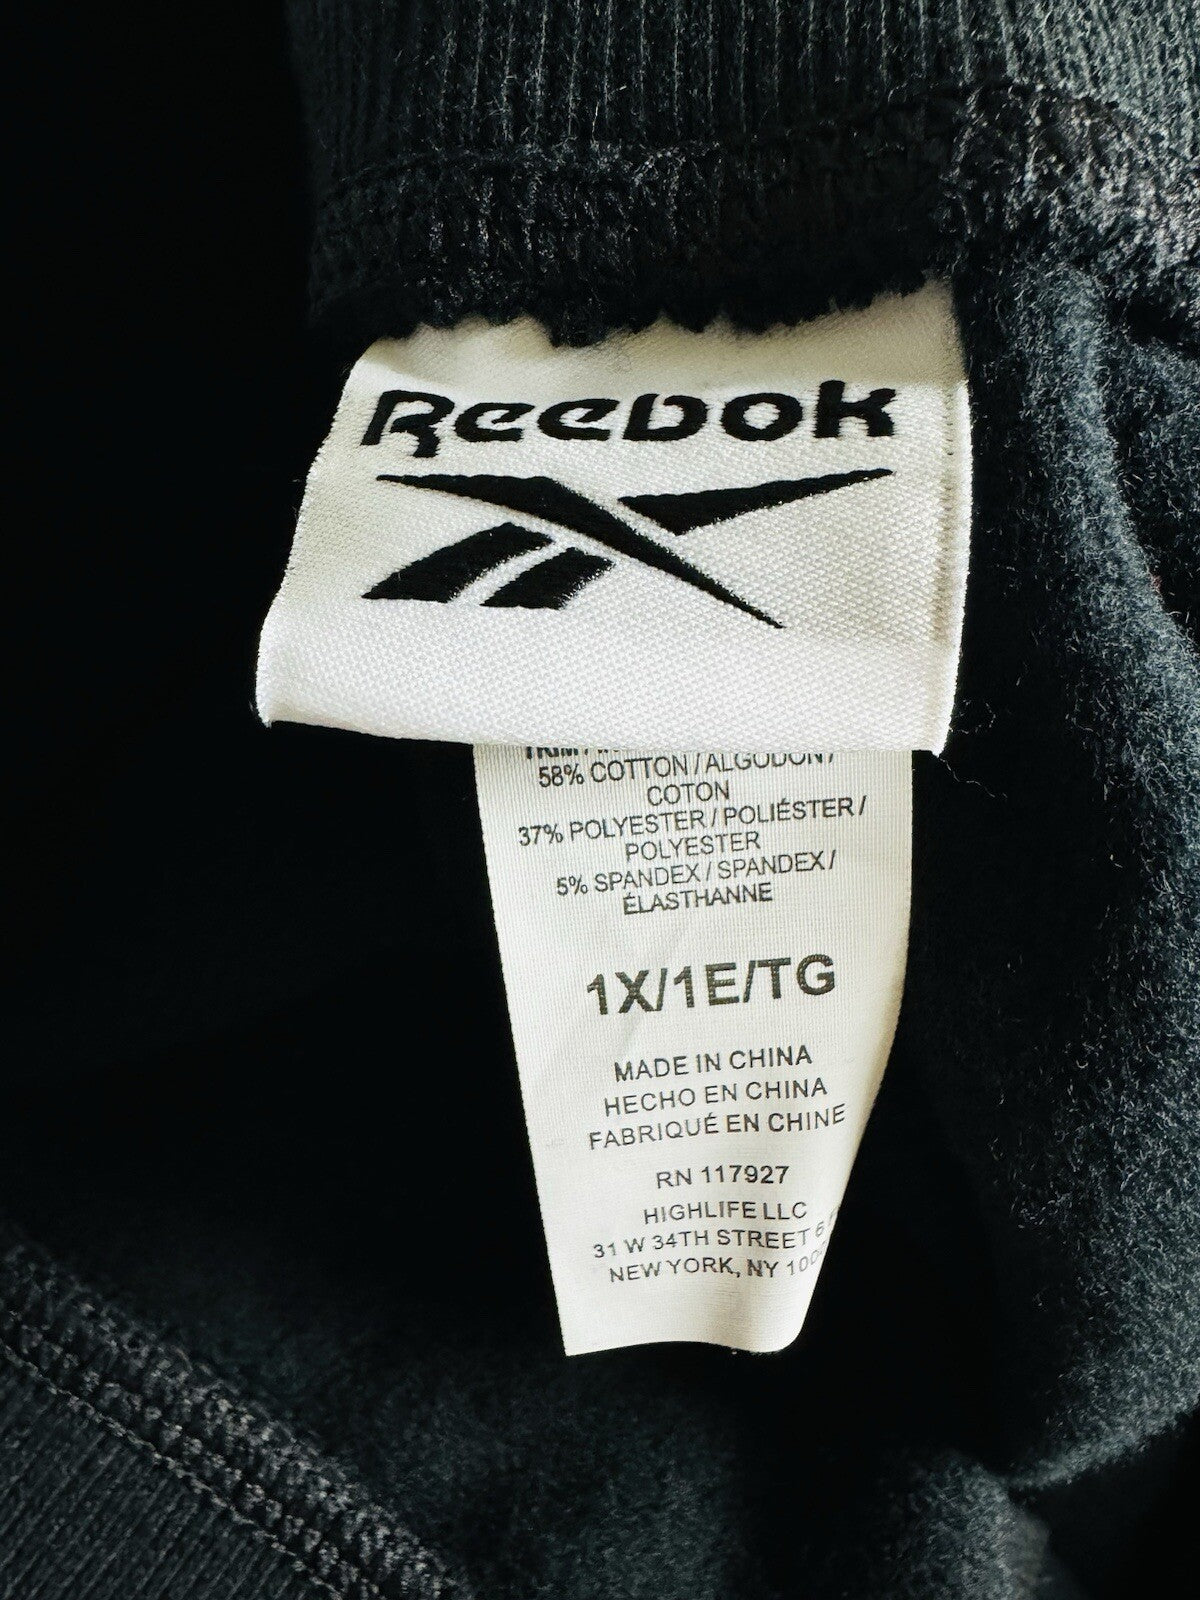 Reebok
58% COTTON / ALGODÓN /
COTON
37% POLYESTER / POLIÉSTER /
POLYESTER
5% SPANDEX / SPANDEX /
ÉLASTHANNE
1X/1E/TG
MADE IN CHINA
HECHO EN CHINA
FABRIQUÉ EN CHINE
RN 117927
HIGHLIFE LLC
31 W 34TH STREET
NEW YORK, NY